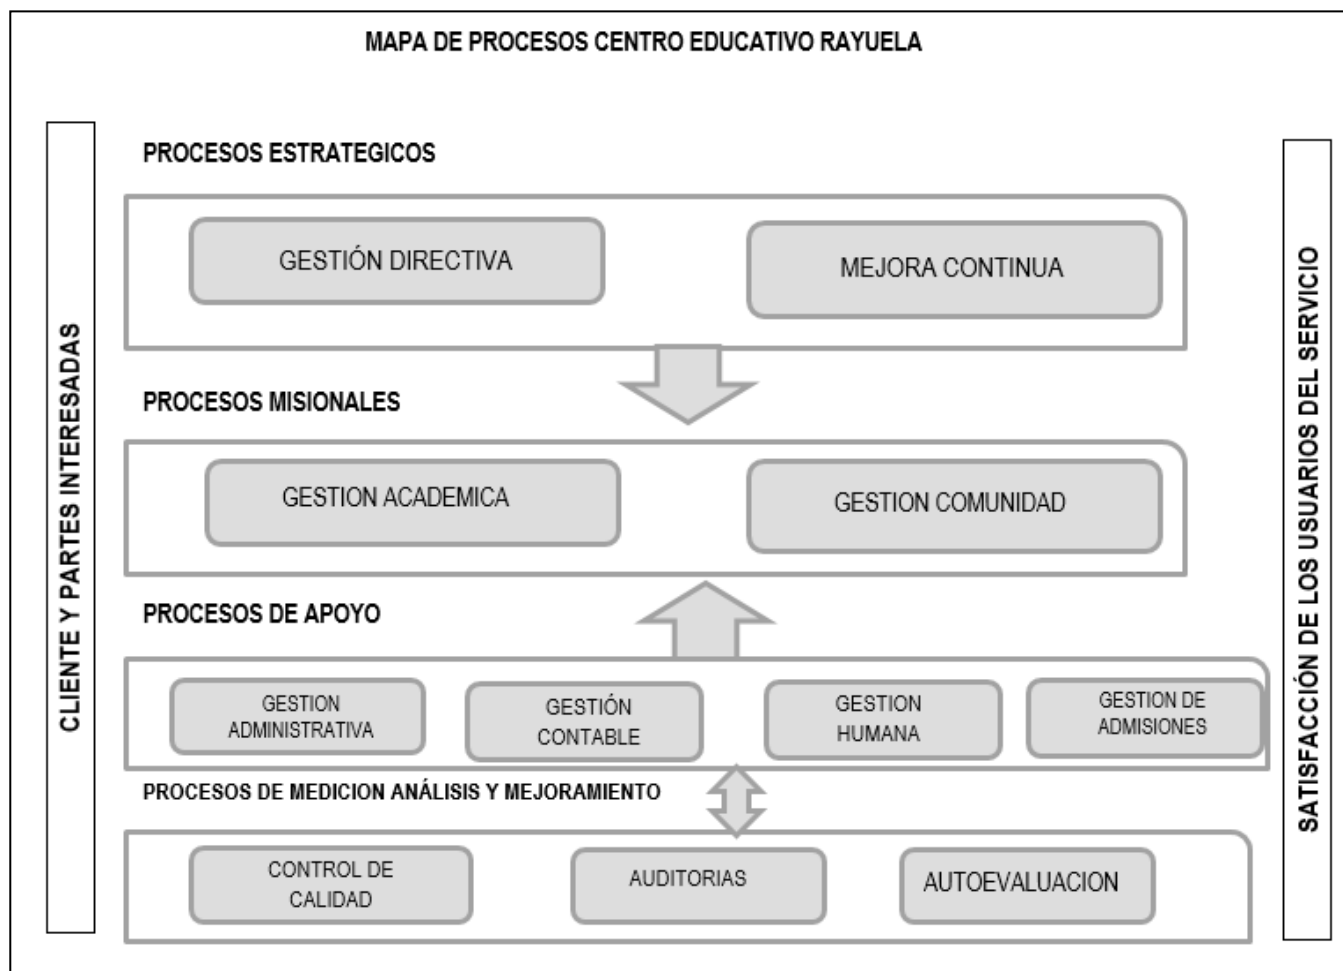 MAPA DE PROCESOS CENTRO EDUCATIVO RAYUELA
CLIENTE Y PARTES INTERESADAS
PROCESOS ESTRATEGICOS
GESTIÓN DIRECTIVA
MEJORA CONTINUA
PROCESOS MISIONALES
GESTION ACADEMICA
GESTION COMUNIDAD
PROCESOS DE APOYO
GESTION
ADMINISTRATIVA
GESTIÓN
CONTABLE
GESTION
HUMANA
GESTION DE
ADMISIONES
PROCESOS DE MEDICION ANÁLISIS Y MEJORAMIENTO
CONTROL DE
CALIDAD
AUDITORIAS
AUTOEVALUACION
SATISFACCIÓN DE LOS USUARIOS DEL SERVICIO